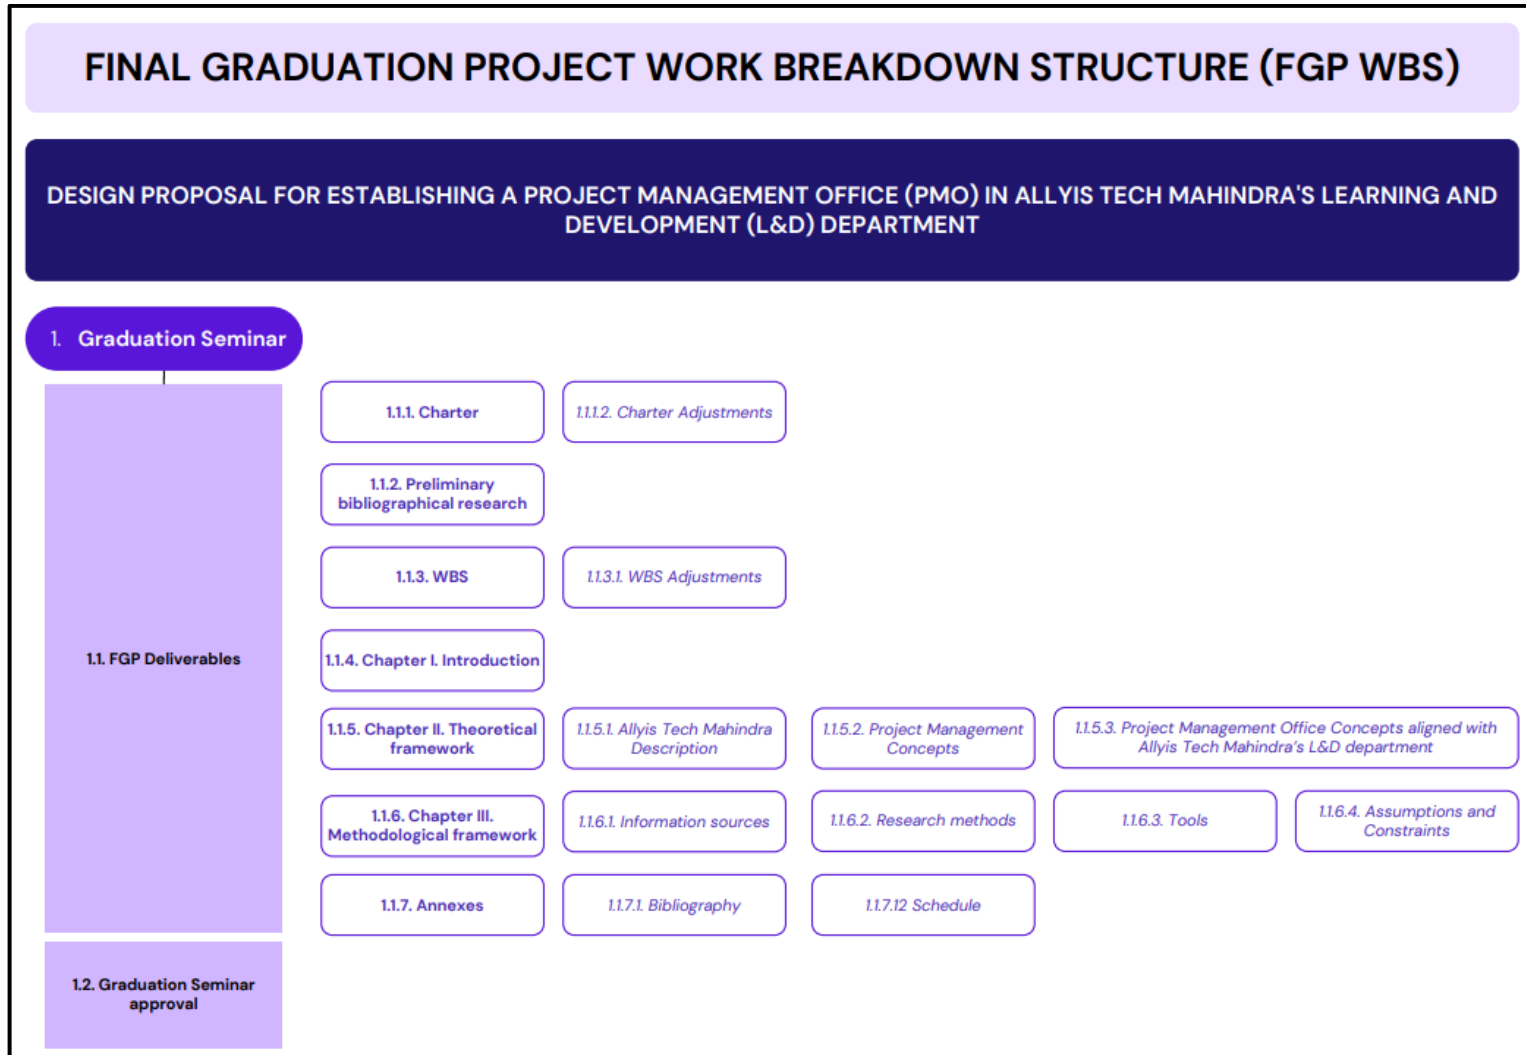 FINAL GRADUATION PROJECT WORK BREAKDOWN STRUCTURE (FGP WBS)
DESIGN PROPOSAL FOR ESTABLISHING A PROJECT MANAGEMENT OFFICE (PMO) IN ALLYIS TECH MAHINDRA'S LEARNING AND
DEVELOPMENT (L&D) DEPARTMENT
1. Graduation Seminar
1.1. FGP Deliverables
1.1.1. Charter
1.1.1.2. Charter Adjustments
1.1.2. Preliminary
bibliographical research
1.1.3. WBS
1.1.3.1. WBS Adjustments
1.1.4. Chapter I. Introduction
1.1.5. Chapter II. Theoretical
framework
1.1.5.1. Allyis Tech Mahindra
Description
1.1.5.2. Project Management
Concepts
1.1.5.3. Project Management Office Concepts aligned with
Allyis Tech Mahindra's L&D department
1.1.6. Chapter III.
Methodological framework
1.1.6.1. Information sources
1.1.6.2. Research methods
1.1.6.3. Tools
1.1.6.4. Assumptions and
Constraints
1.1.7. Annexes
1.1.7.1. Bibliography
1.1.7.12 Schedule
1.2. Graduation Seminar
approval